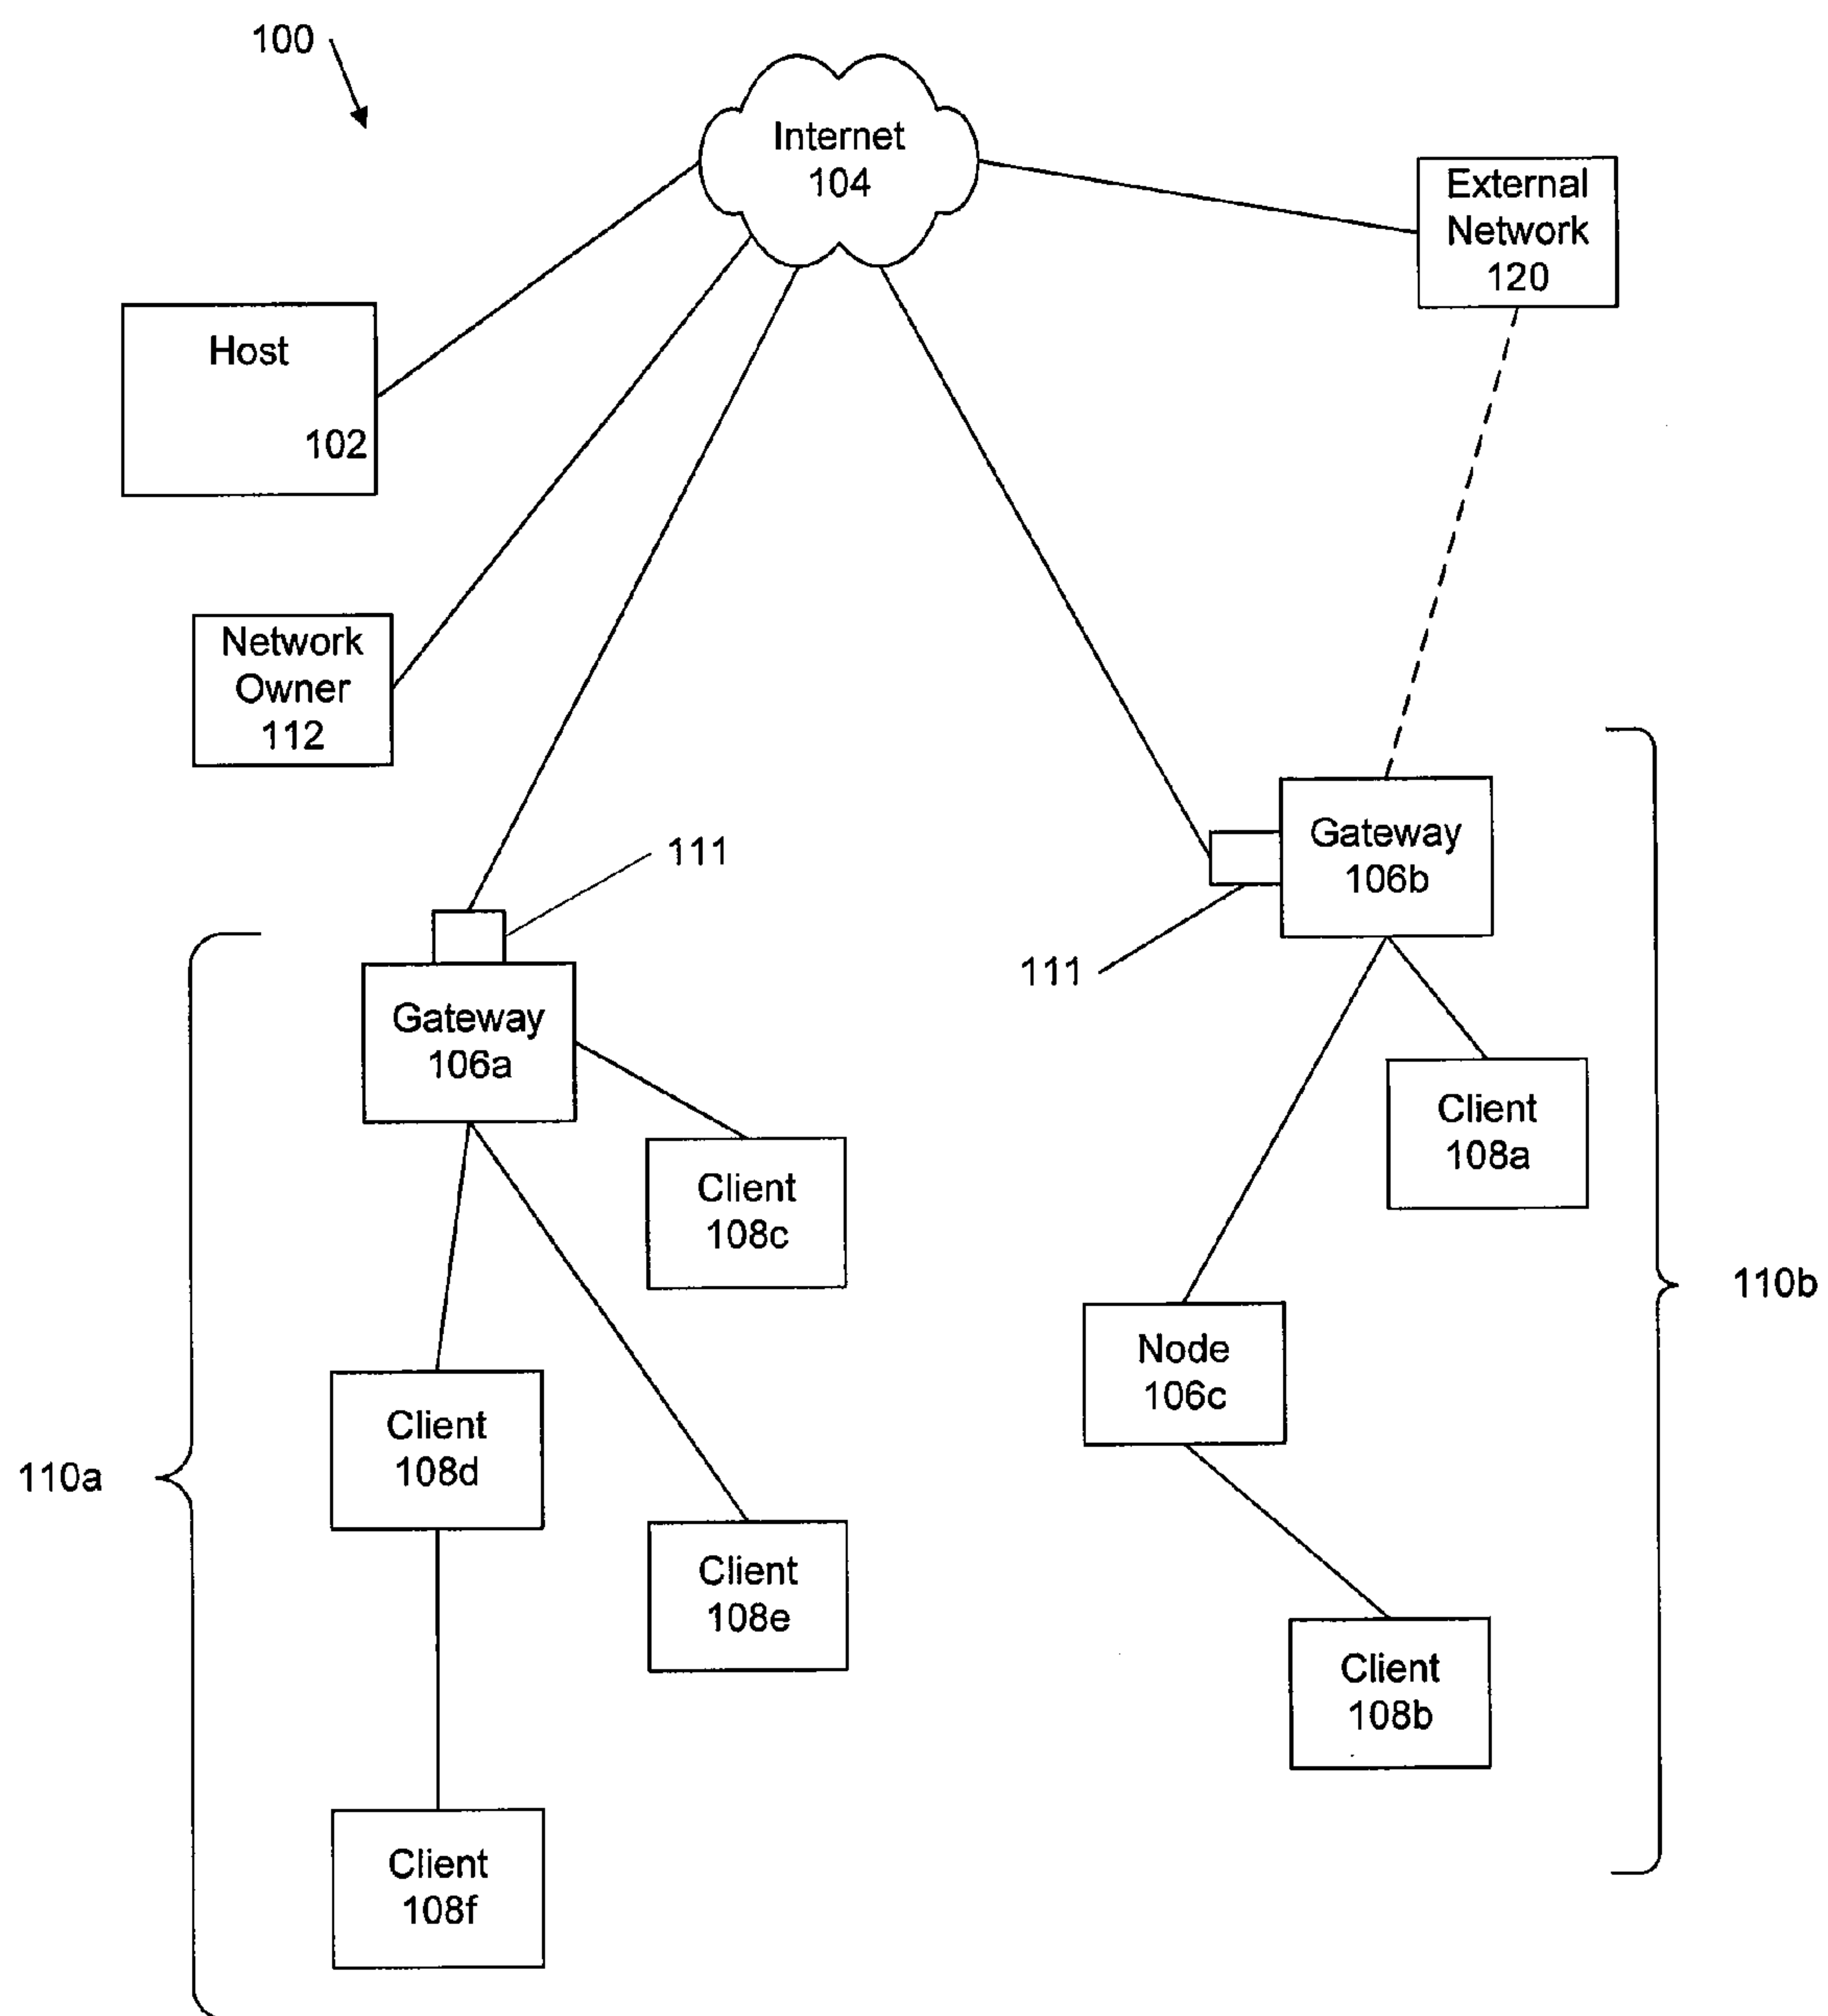 100
Internet
104
External
Network
120
Host
102
Network
Owner
112
Gateway
106b
111
111
Gateway
106a
Client
108a
Client
108c
110b
Node
106c
Client
108d
110a
Client
108e
Client
108b
Client
108f